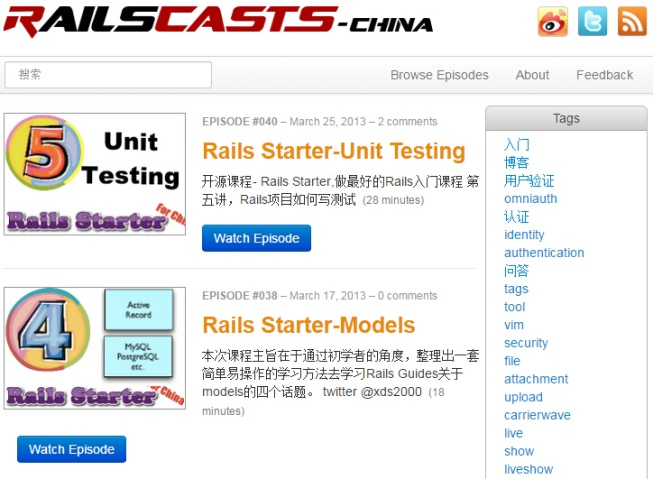 RAILSCASTS-CHINA
搜索
Browse Episodes
About
Feedback
5 Unit
Testing
Rails Starter
For China
EPISODE #040 – March 25, 2013 – 2 comments
Rails Starter-Unit Testing
开源课程- Rails Starter,做最好的Rails入门课程 第
五讲，Rails项目如何写测试 (28 minutes)
Watch Episode
4
Active
Record
MySQL
PostgreSQL
etc.
Rails Starter
China
EPISODE #038 – March 17, 2013 – 0 comments
Rails Starter-Models
本次课程主旨在于通过初学者的角度，整理出一套
简单易操作的学习方法去学习Rails Guides关于
models的四个话题。 twitter @xds2000 (18
minutes)
Watch Episode
Tags
入门
博客
用户验证
omniauth
认证
identity
authentication
问答
tags
tool
vim
security
file
attachment
upload
carrierwave
live
show
liveshow